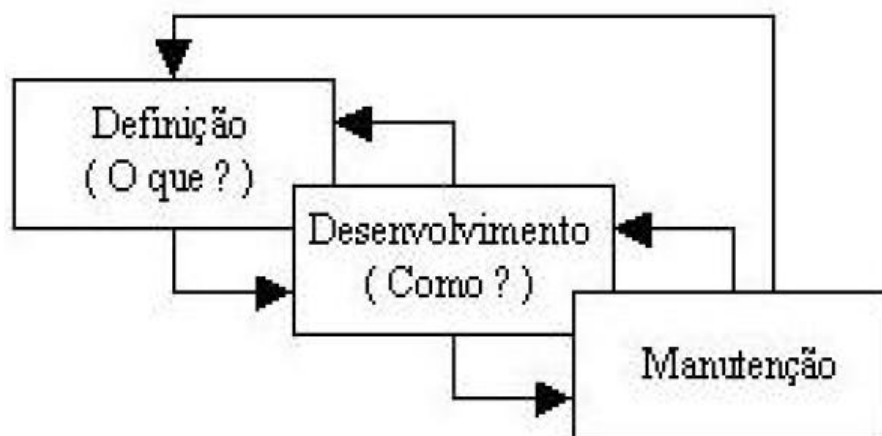 Definição
( O que ? )
Desenvolvimento
( Como ? )
Manutenção